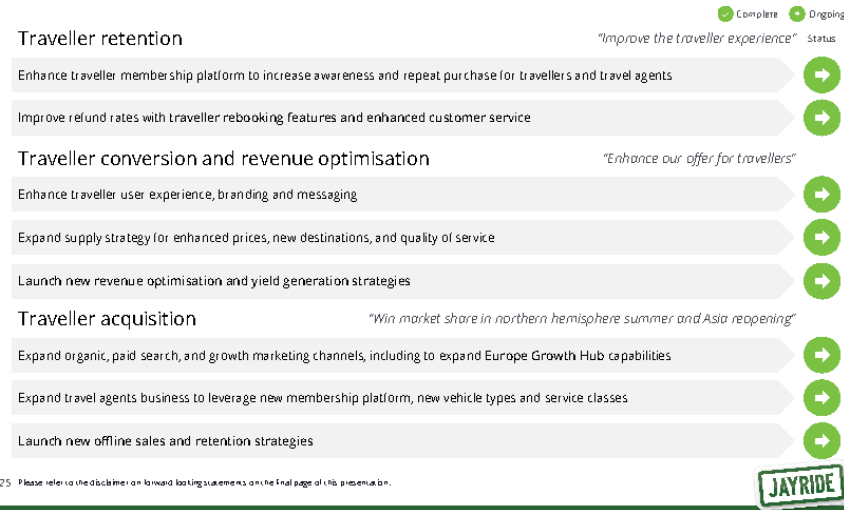 Complete Ongoing
Traveller retention "Improve the traveller experience" Status
Enhance traveller membership platform to increase awareness and repeat purchase for travellers and travel agents
Improve refund rates with traveller rebooking features and enhanced customer service
Traveller conversion and revenue optimisation "Enhance our offer for travellers"
Enhance traveller user experience, branding and messaging
Expand supply strategy for enhanced prices, new destinations, and quality of service
Launch new revenue optimisation and yield generation strategies
Traveller acquisition "Win market share in northern hemisphere summer and Asia reopening"
Expand organic, paid search, and growth marketing channels, including to expand Europe Growth Hub capabilities
Expand travel agents business to leverage new membership platform, new vehicle types and service classes
Launch new offline sales and retention strategies
25 Please refer to the disclaimer on forward looking statements on the final page of this presentation.
JAYRIDE